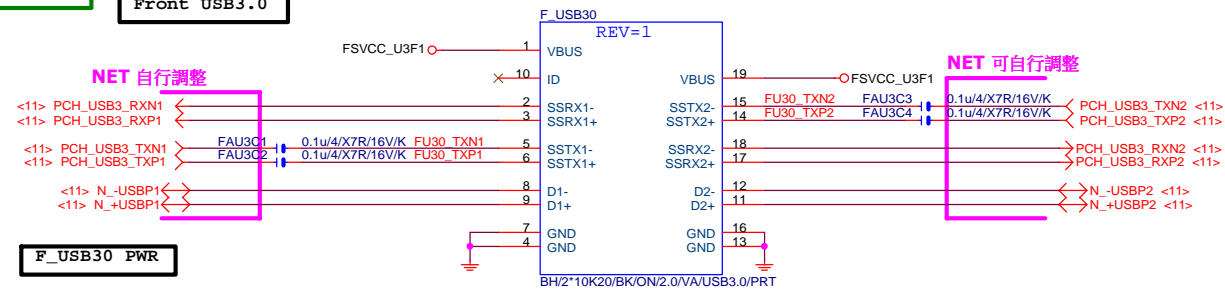 Front USB3.0
F_USB30
REV=1
FSVCC_U3F1 1 VBUS
NET 自行調整
NET 可自行調整
10 ID
VBUS 19 FSVCC_U3F1
<11> PCH_USB3_RXN1 2 SSRX1-
SSTX2- 15 FU30_TXN2 FAU3C3 0.1u/4/X7R/16V/K PCH_USB3_TXN2 <11>
<11> PCH_USB3_RXP1 3 SSRX1+
SSTX2+ 14 FU30_TXP2 FAU3C4 0.1u/4/X7R/16V/K PCH_USB3_TXP2 <11>
<11> PCH_USB3_TXN1 FAU3C1 0.1u/4/X7R/16V/K FU30_TXN1 5 SSTX1-
SSRX2- 18 PCH_USB3_RXN2 <11>
<11> PCH_USB3_TXP1 FAU3C2 0.1u/4/X7R/16V/K FU30_TXP1 6 SSTX1+
SSRX2+ 17 PCH_USB3_RXP2 <11>
<11> N_-USBP1 8 D1-
D2- 12 N_-USBP2 <11>
<11> N_+USBP1 9 D1+
D2+ 11 N_+USBP2 <11>
7 GND
GND 16
4 GND
GND 13
F_USB30 PWR
BH/2*10K20/BK/ON/2.0/VA/USB3.0/PRT